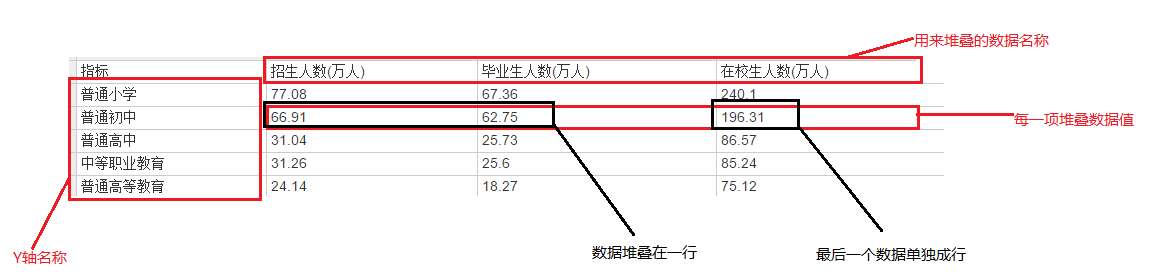 用来堆叠的数据名称
指标 招生人数(万人) 毕业生人数(万人) 在校生人数(万人)
普通小学 77.08 67.36 240.1
普通初中 66.91 62.75 196.31
每一项堆叠数据值
普通高中 31.04 25.73 86.57
中等职业教育 31.26 25.6 85.24
普通高等教育 24.14 18.27 75.12
Y轴名称
数据堆叠在一行
最后一个数据单独成行